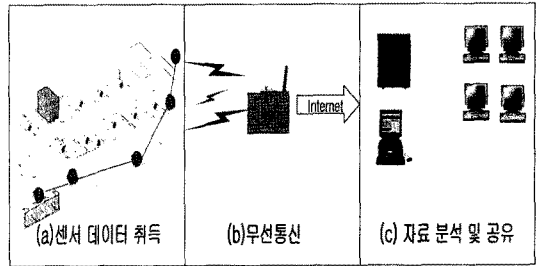 Internet
(a)센서 데이터 취득
(b)무선통신
(c) 자료 분석 및 공유